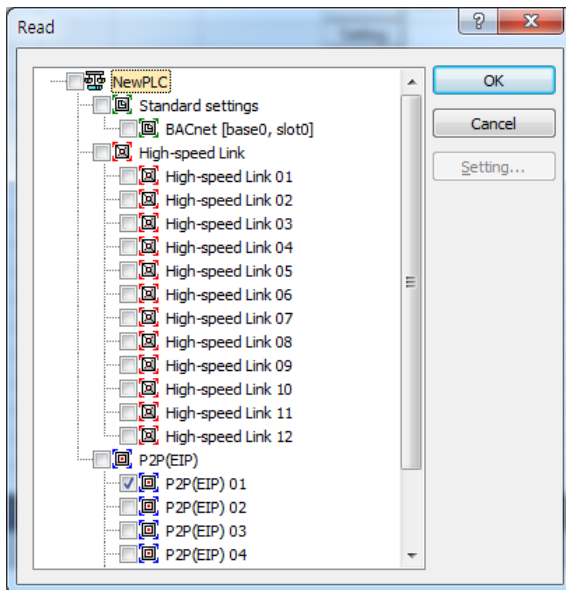 Read
NewPLC
Standard settings
BACnet [base0, slot0]
High-speed Link
High-speed Link 01
High-speed Link 02
High-speed Link 03
High-speed Link 04
High-speed Link 05
High-speed Link 06
High-speed Link 07
High-speed Link 08
High-speed Link 09
High-speed Link 10
High-speed Link 11
High-speed Link 12
P2P(EIP)
P2P(EIP) 01
P2P(EIP) 02
P2P(EIP) 03
P2P(EIP) 04
OK
Cancel
Setting...